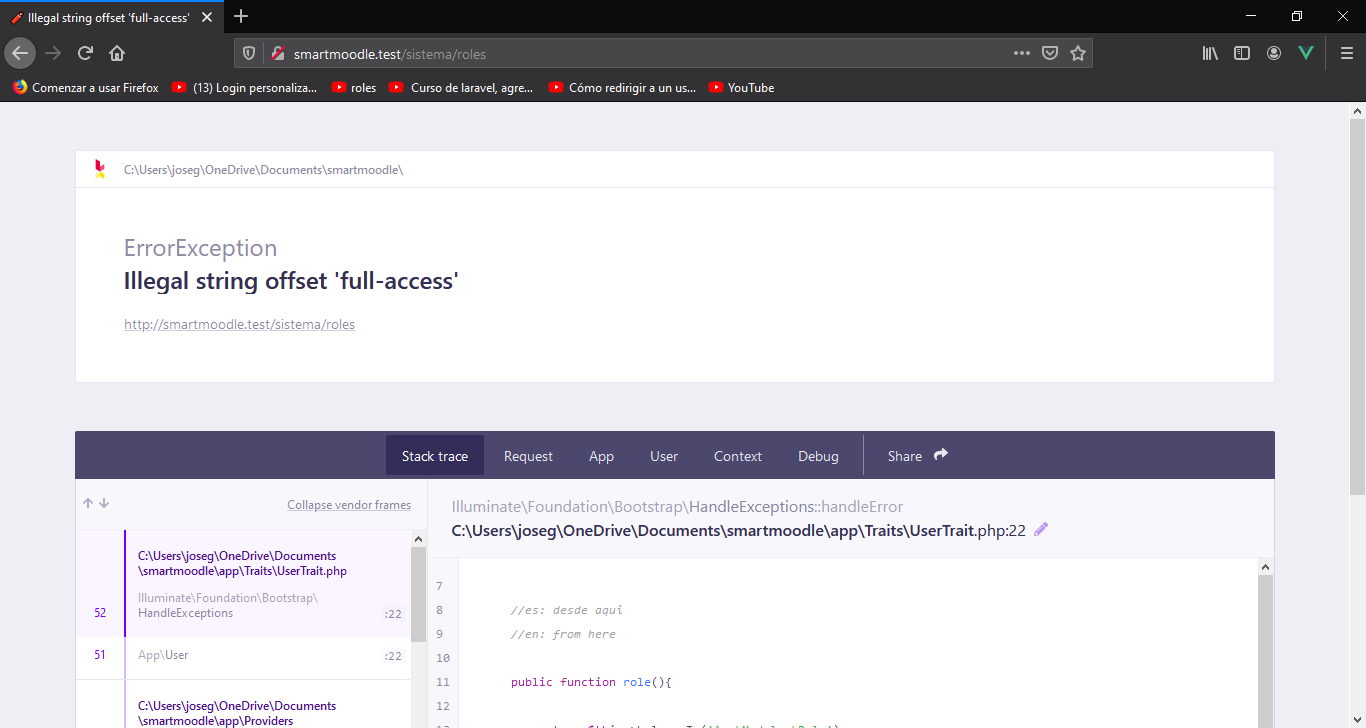 Illegal string offset 'full-access'
smartmoodle.test/sistema/roles
Comenzar a usar Firefox
(13) Login personaliza...
roles
Curso de laravel, agre...
Cómo redirigir a un us...
YouTube
C:\Users\joseg\OneDrive\Documents\smartmoodle\
ErrorException
Illegal string offset 'full-access'
http://smartmoodle.test/sistema/roles
Stack trace
Request
App
User
Context
Debug
Share
Collapse vendor frames
C:\Users\joseg\OneDrive\Documents
\smartmoodle\app\Traits\UserTrait.php
Illuminate\Foundation\Bootstrap\
52 HandleExceptions :22
51 App\User :22
C:\Users\joseg\OneDrive\Documents
\smartmoodle\app\Providers
Illuminate\Foundation\Bootstrap\HandleExceptions::handleError
C:\Users\joseg\OneDrive\Documents\smartmoodle\app\Traits\UserTrait.php:22
7
8 //es: desde aqui
9 //en: from here
10
11 public function role(){
12